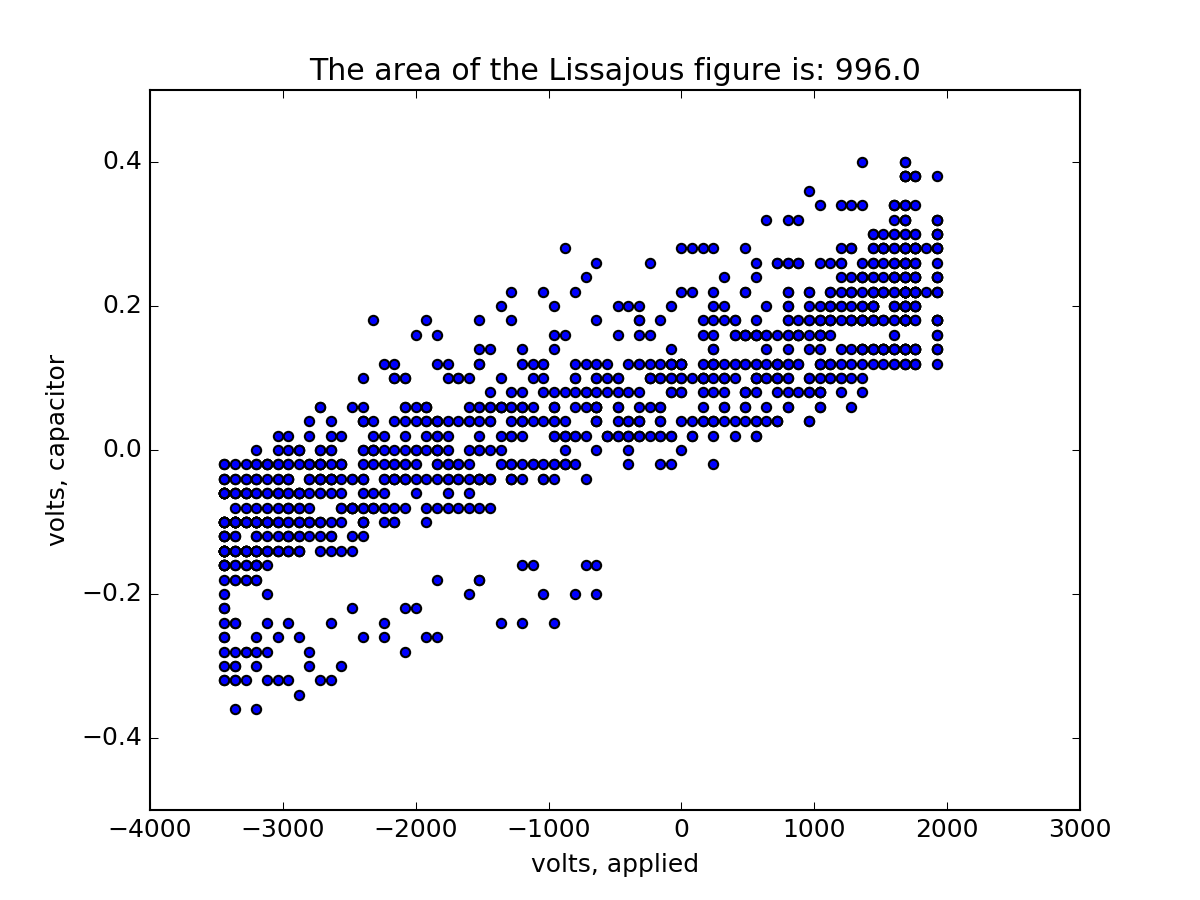 The area of the Lissajous figure is: 996.0
0.4
0.2
0.0
−0.2
−0.4
volts, capacitor
−4000 −3000 −2000 −1000 0 1000 2000 3000
volts, applied